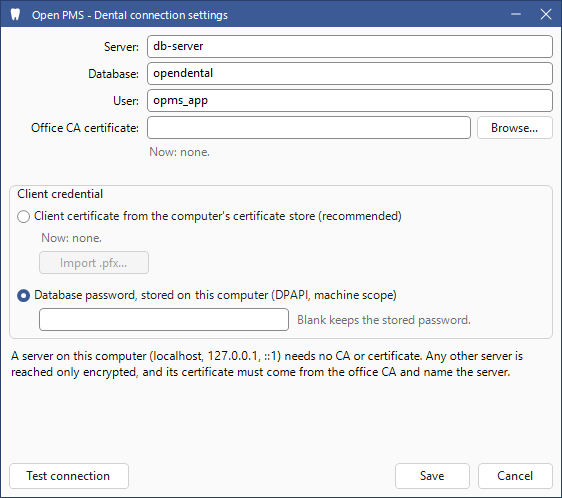 Open PMS - Dental connection settings
Server: db-server
Database: opendental
User: opms_app
Office CA certificate: Browse...
Now: none.
Client credential
Client certificate from the computer's certificate store (recommended)
Now: none.
Import .pfx...
Database password, stored on this computer (DPAPI, machine scope)
Blank keeps the stored password.
A server on this computer (localhost, 127.0.0.1, ::1) needs no CA or certificate. Any other server is
reached only encrypted, and its certificate must come from the office CA and name the server.
Test connection Save Cancel